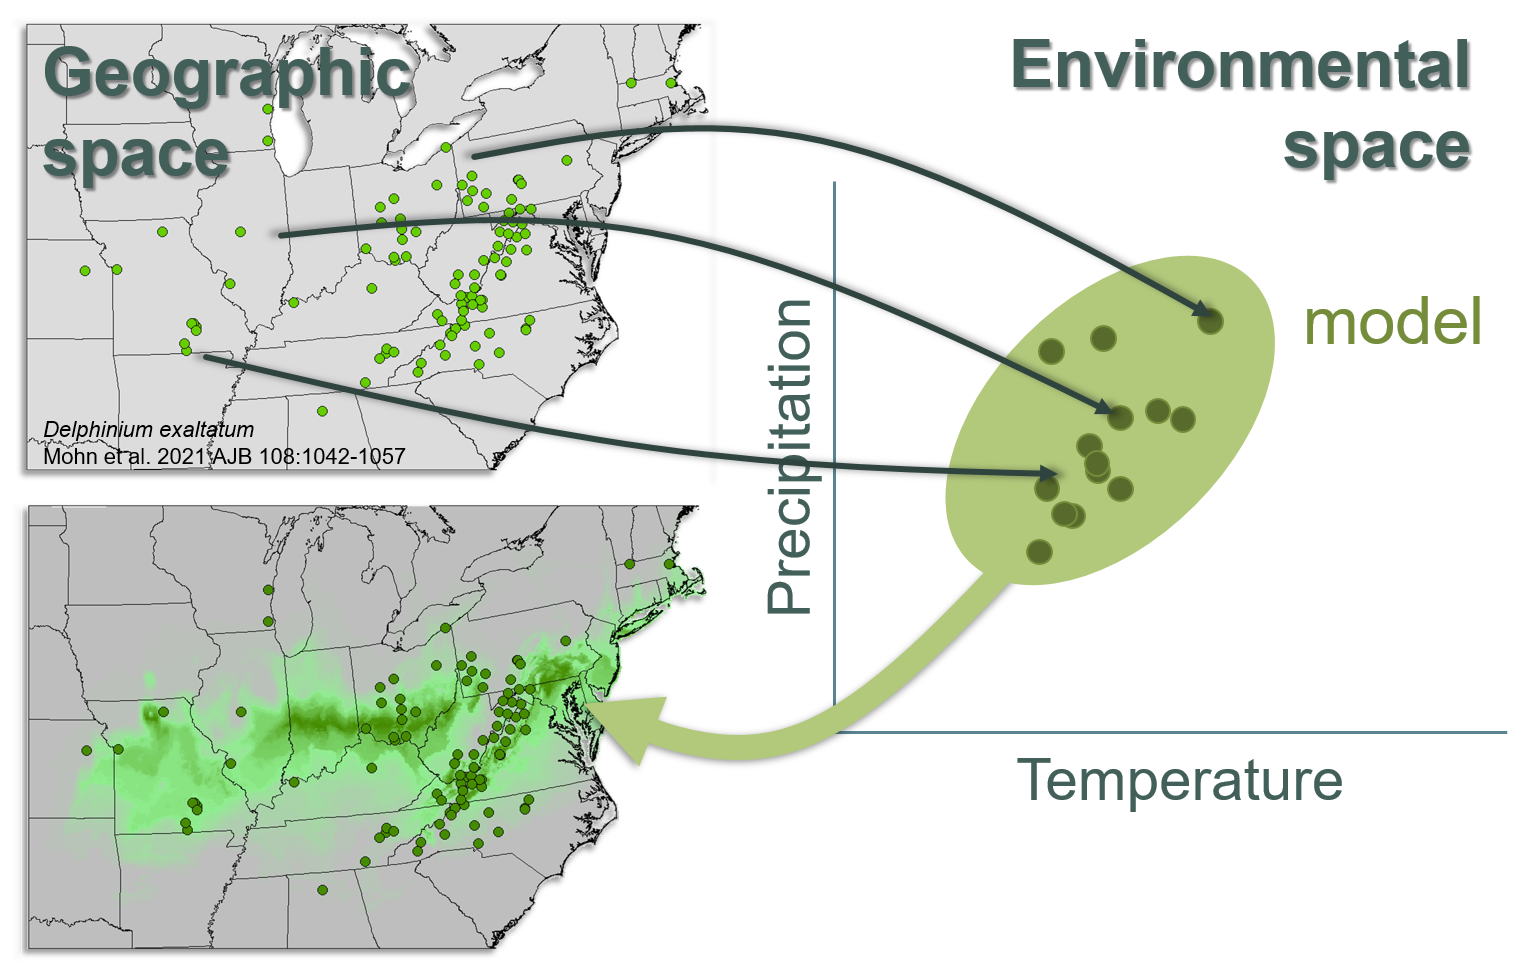 Geographic
space
Environmental
space
model
Precipitation
Delphinium exaltatum
Mohn et al. 2021 AJB 108:1042-1057
Temperature